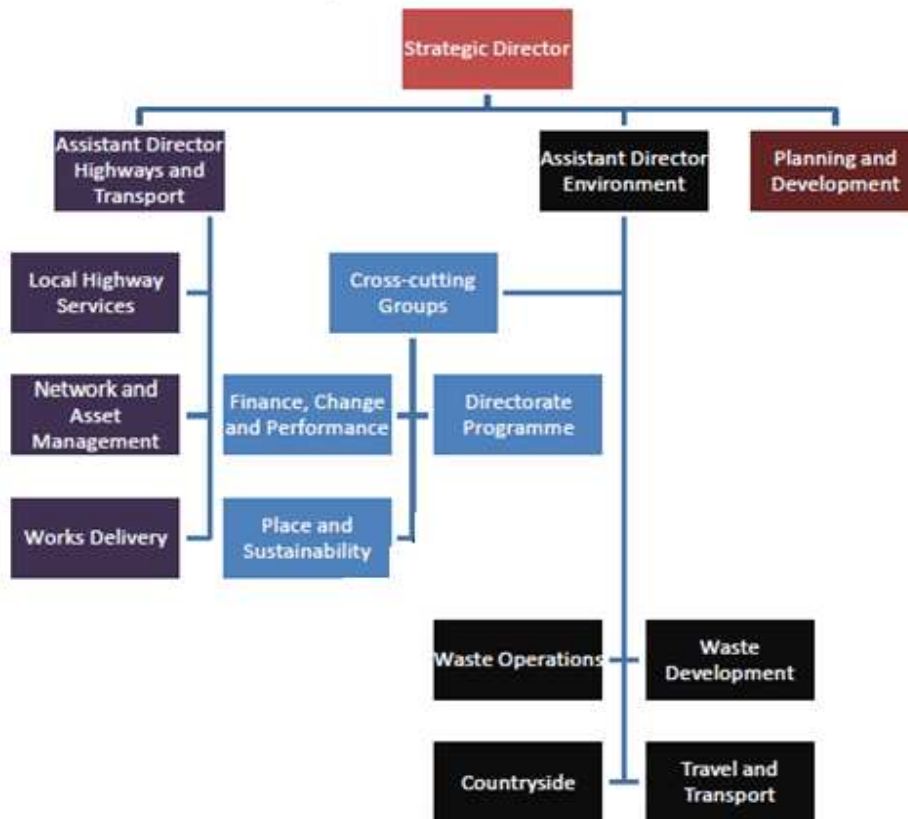 Strategic Director
Assistant Director
Highways and
Transport
Assistant Director
Environment
Planning and
Development
Local Highway
Services
Cross-cutting
Groups
Network and
Asset
Management
Finance, Change
and Performance
Directorate
Programme
Works Delivery
Place and
Sustainability
Waste Operations
Waste
Development
Countryside
Travel and
Transport